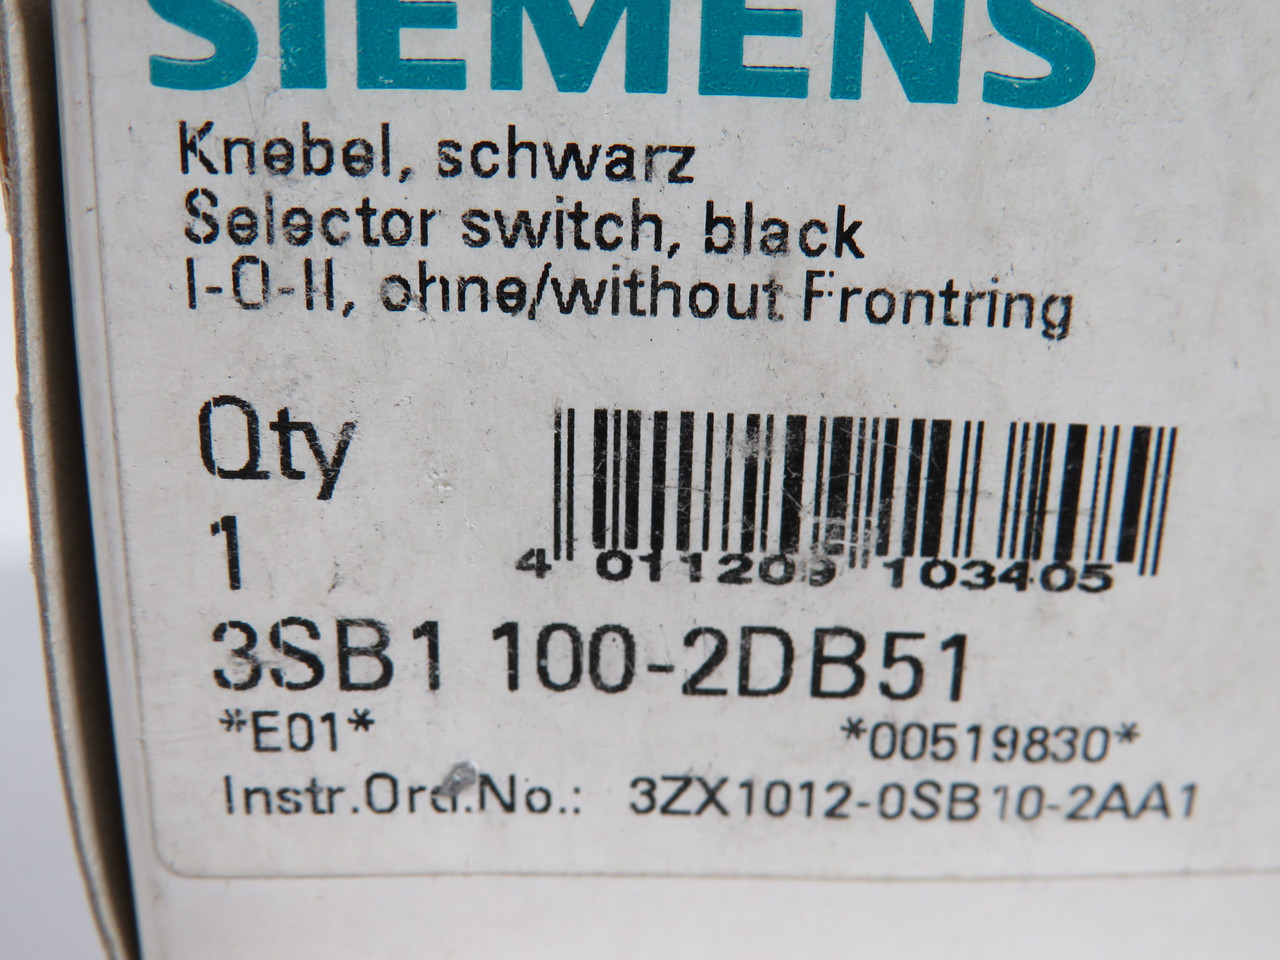 SIEMENS
Knebel, schwarz
Selector switch, black
I-O-II, ohne/without Frontring
Qty
1
4 011209 103405
3SB1 100-2DB51
*E01* *00519830*
Instr.Ord.No.: 3ZX1012-0SB10-2AA1